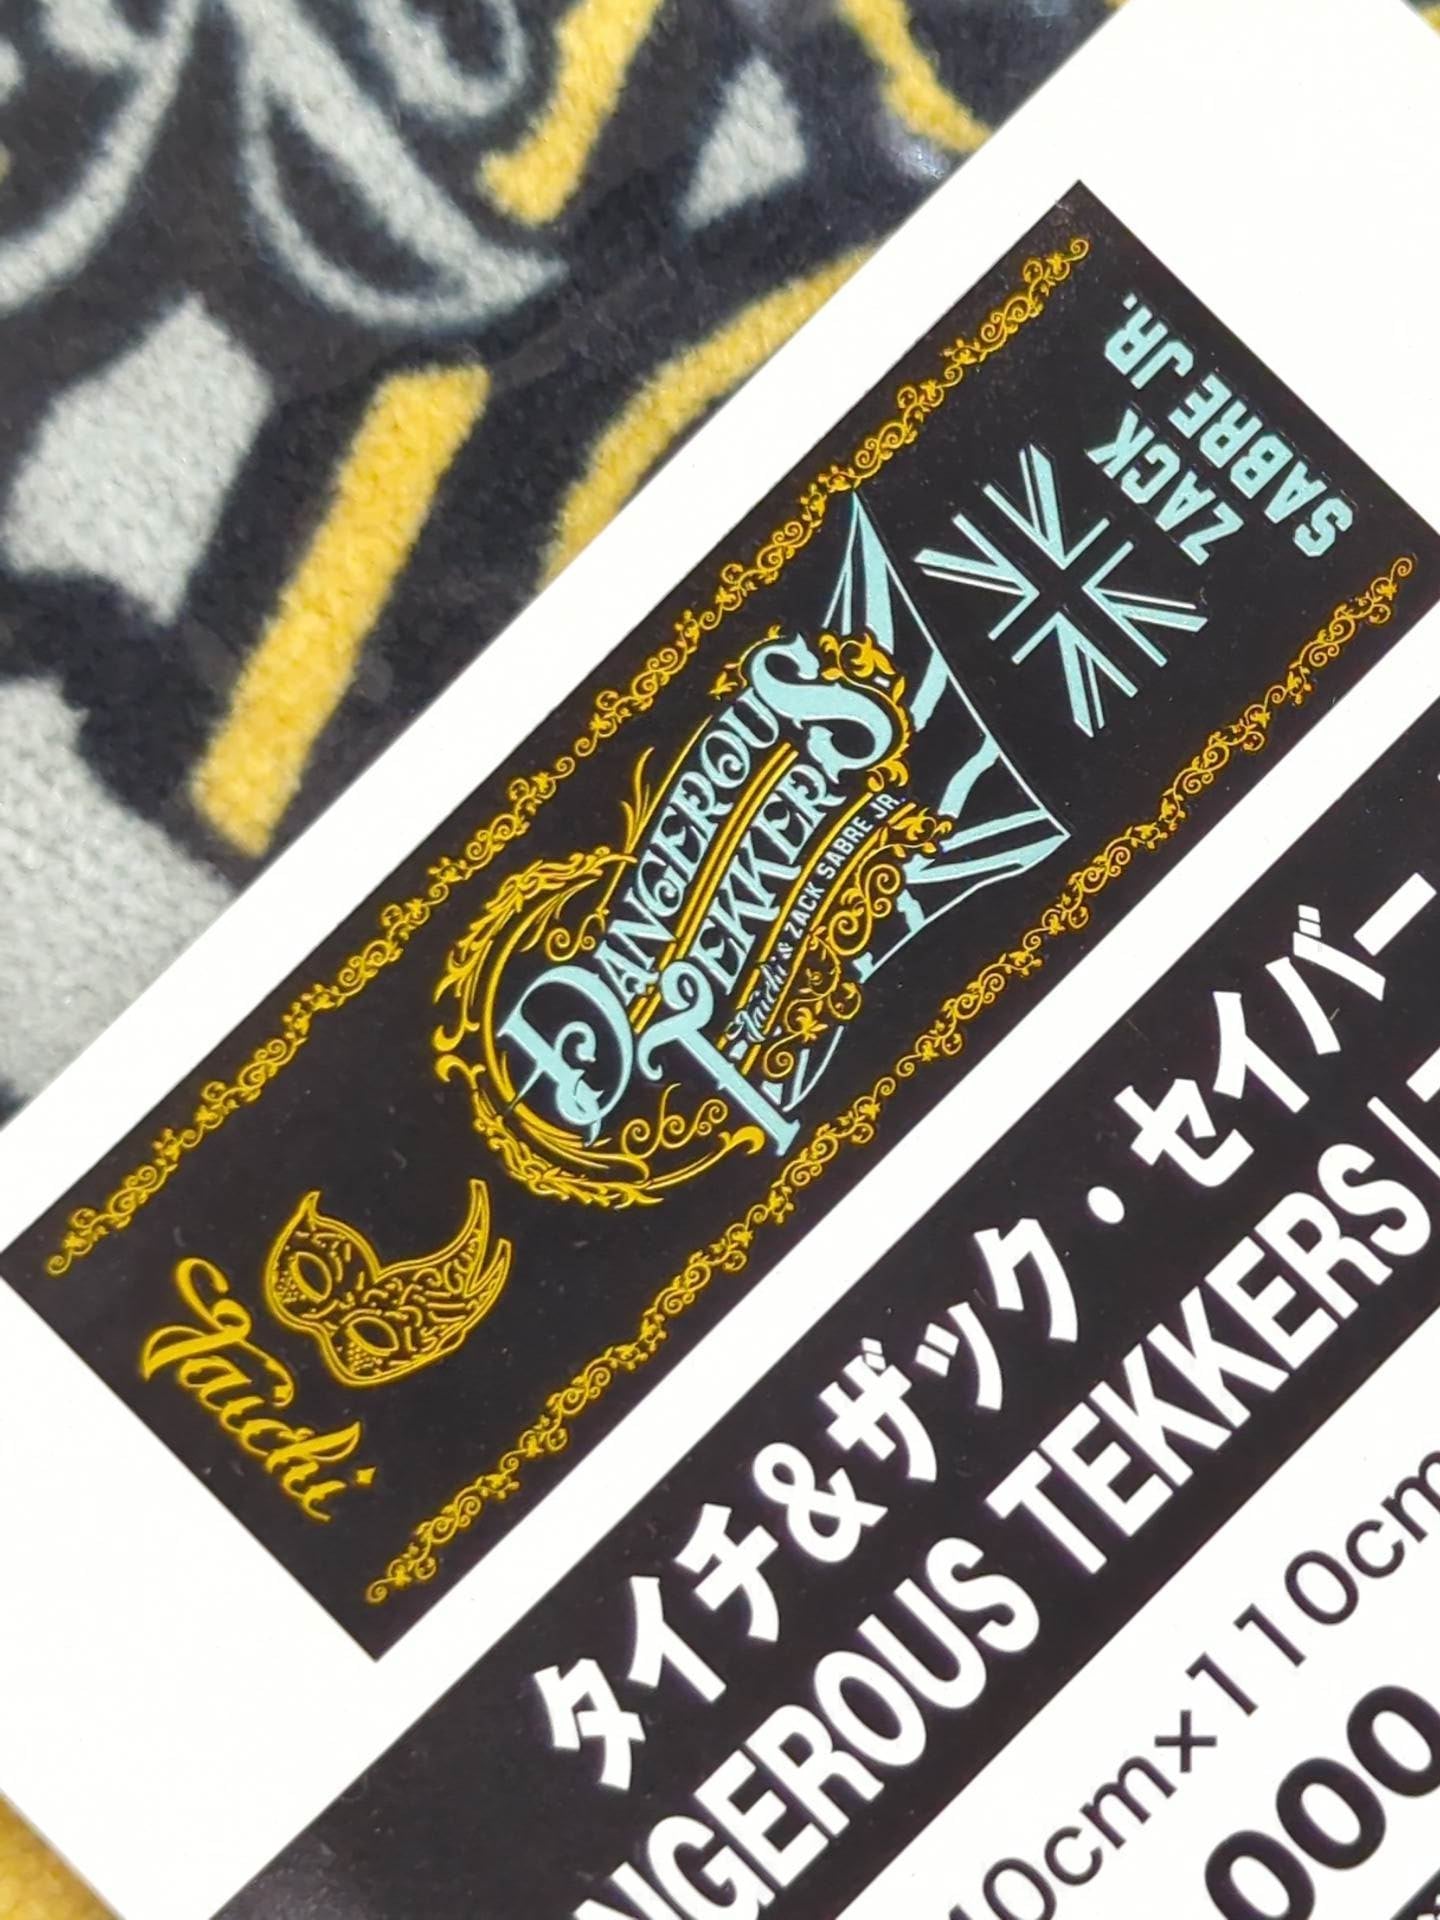 ZACK
SABRE JR.
DANGEROUS
TEKKERS
Taichi & ZACK SABRE JR.
Taichi
タイチ&ザック・セイバー
NGEROUS TEKKERS
0cm×110cm
000